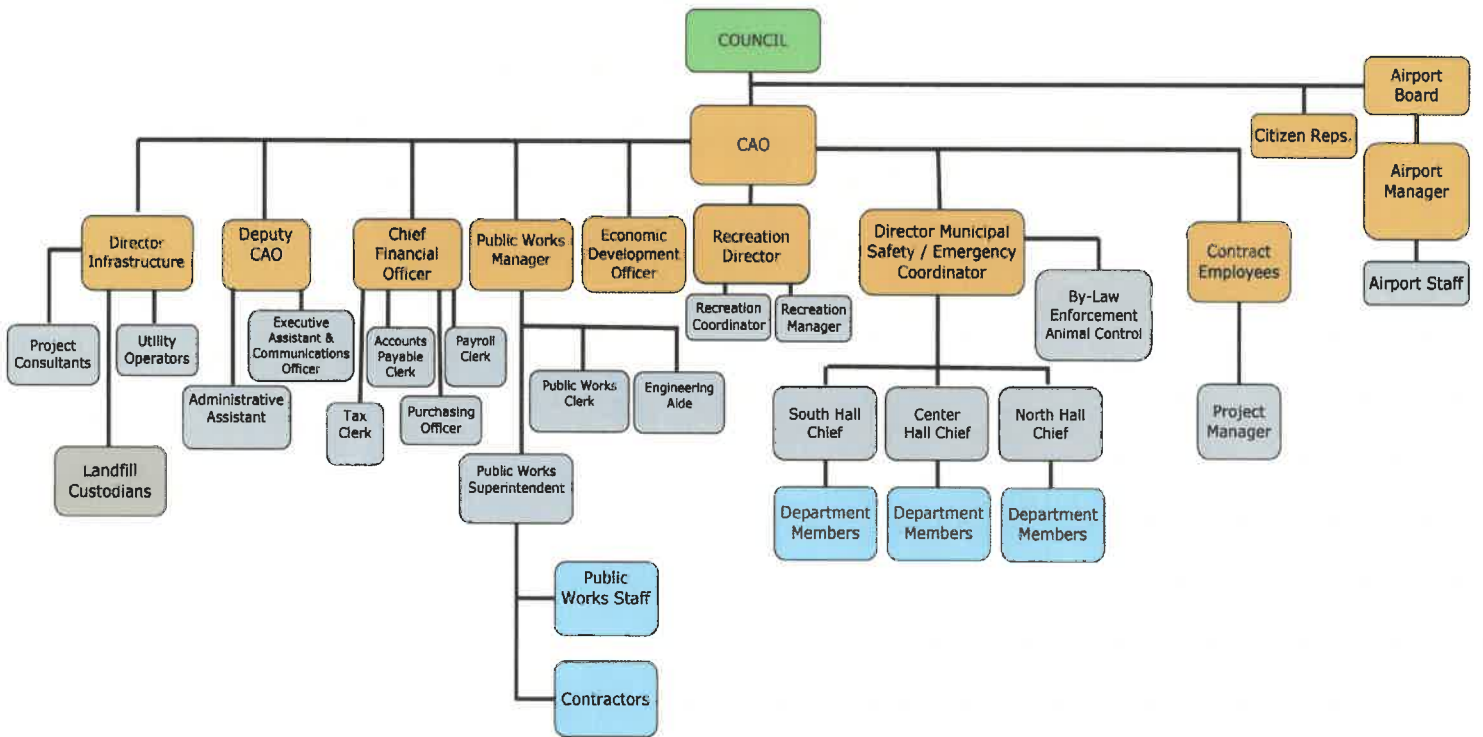 COUNCIL
Airport
Board
CAO
Citizen Reps.
Airport
Manager
Director
Infrastructure
Deputy
CAO
Chief
Financial
Officer
Public Works
Manager
Economic
Development
Officer
Recreation
Director
Director Municipal
Safety / Emergency
Coordinator
Contract
Employees
Airport Staff
Project
Consultants
Utility
Operators
Executive
Assistant &
Communications
Officer
Accounts
Payable
Clerk
Payroll
Clerk
Recreation
Coordinator
Recreation
Manager
By-Law
Enforcement
Animal Control
Administrative
Assistant
Tax
Clerk
Purchasing
Officer
Public Works
Clerk
Engineering
Aide
South Hall
Chief
Center
Hall Chief
North Hall
Chief
Project
Manager
Landfill
Custodians
Public Works
Superintendent
Department
Members
Department
Members
Department
Members
Public
Works Staff
Contractors